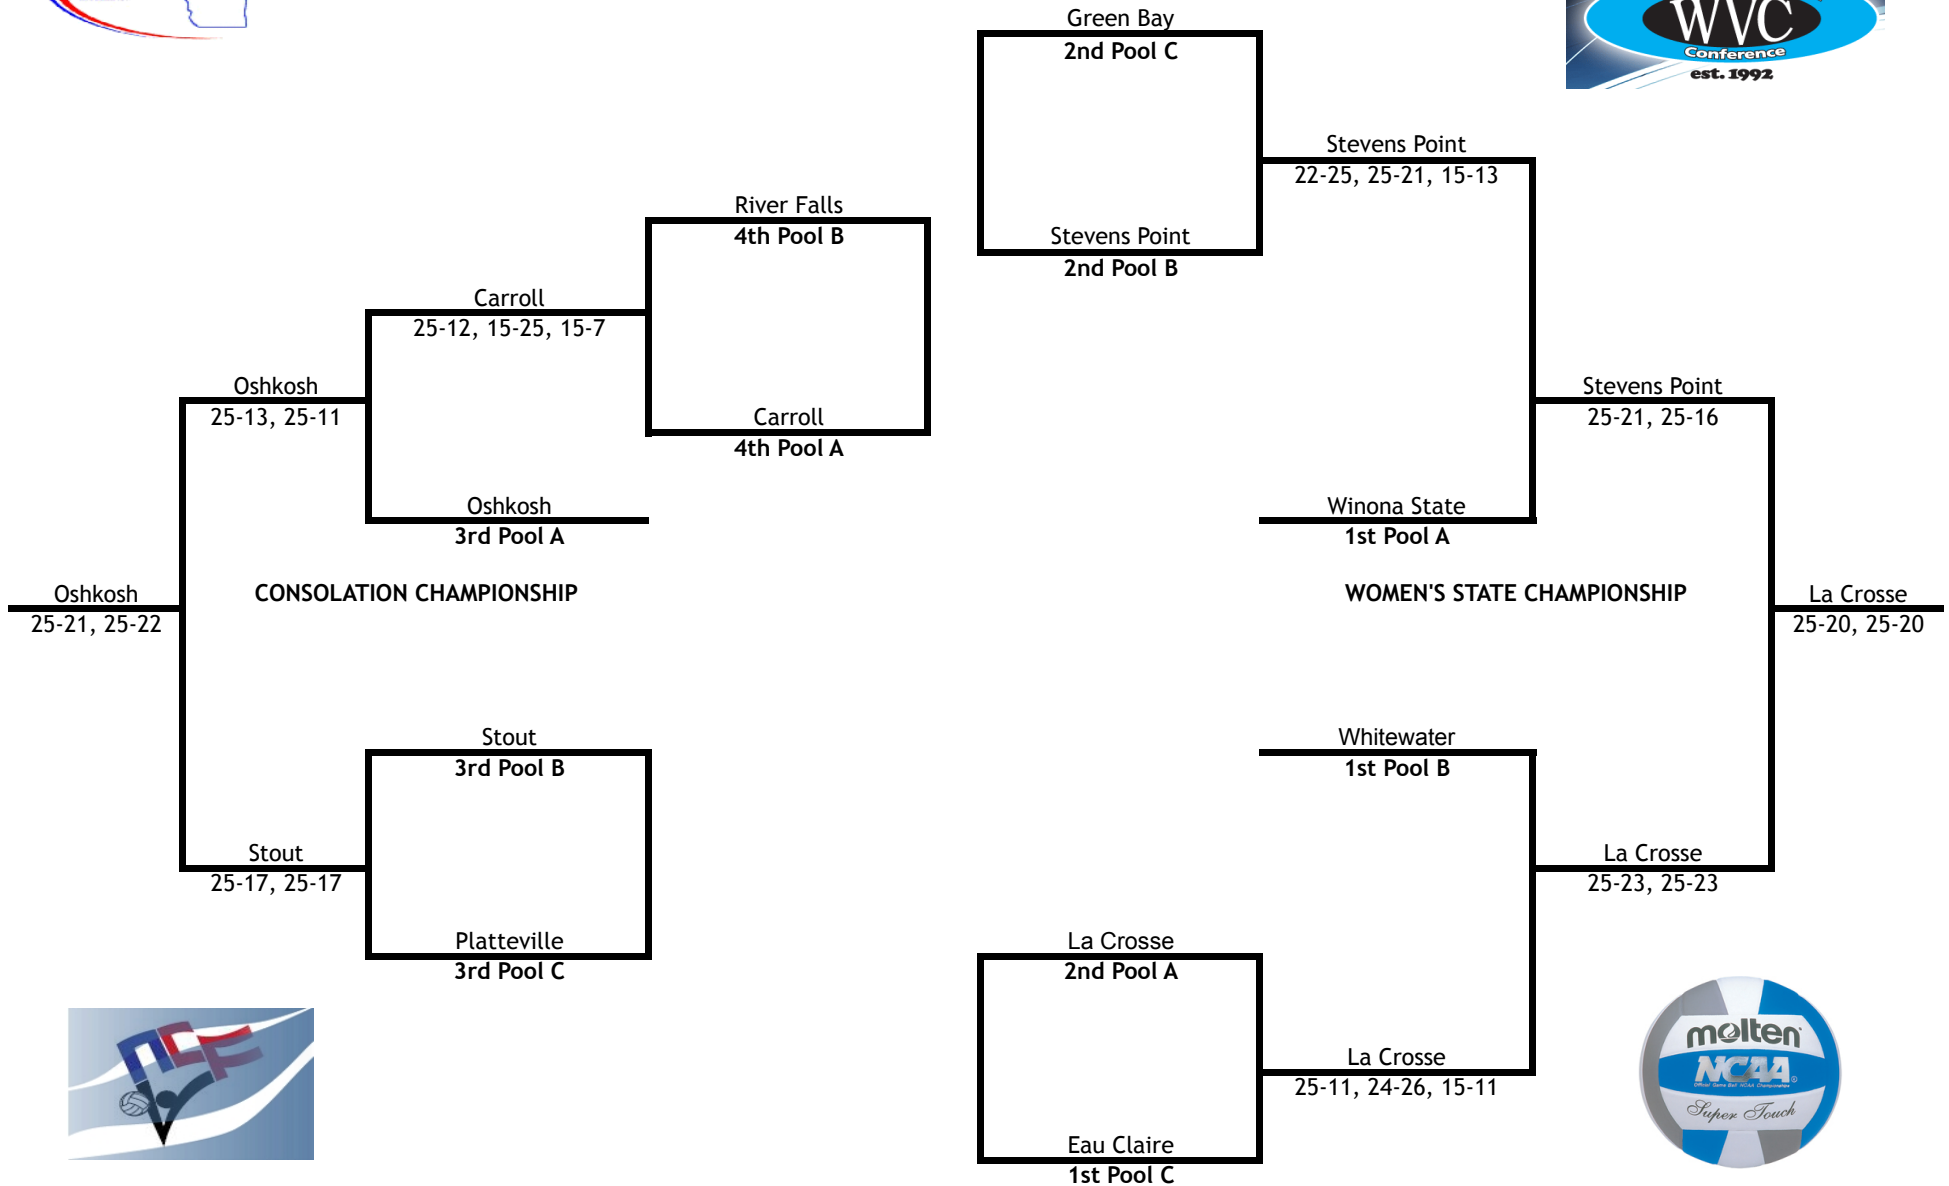 Green Bay
2nd Pool C
WVC
Conference
est. 1992
Stevens Point
22-25, 25-21, 15-13
River Falls
4th Pool B
Stevens Point
2nd Pool B
Carroll
25-12, 15-25, 15-7
Oshkosh
25-13, 25-11
Stevens Point
25-21, 25-16
Carroll
4th Pool A
Oshkosh
3rd Pool A
Winona State
1st Pool A
Oshkosh
25-21, 25-22
CONSOLATION CHAMPIONSHIP
WOMEN'S STATE CHAMPIONSHIP
La Crosse
25-20, 25-20
Stout
3rd Pool B
Whitewater
1st Pool B
Stout
25-17, 25-17
La Crosse
25-23, 25-23
Platteville
3rd Pool C
La Crosse
2nd Pool A
La Crosse
25-11, 24-26, 15-11
Eau Claire
1st Pool C
NCVF
molten
NCAA
Super Touch